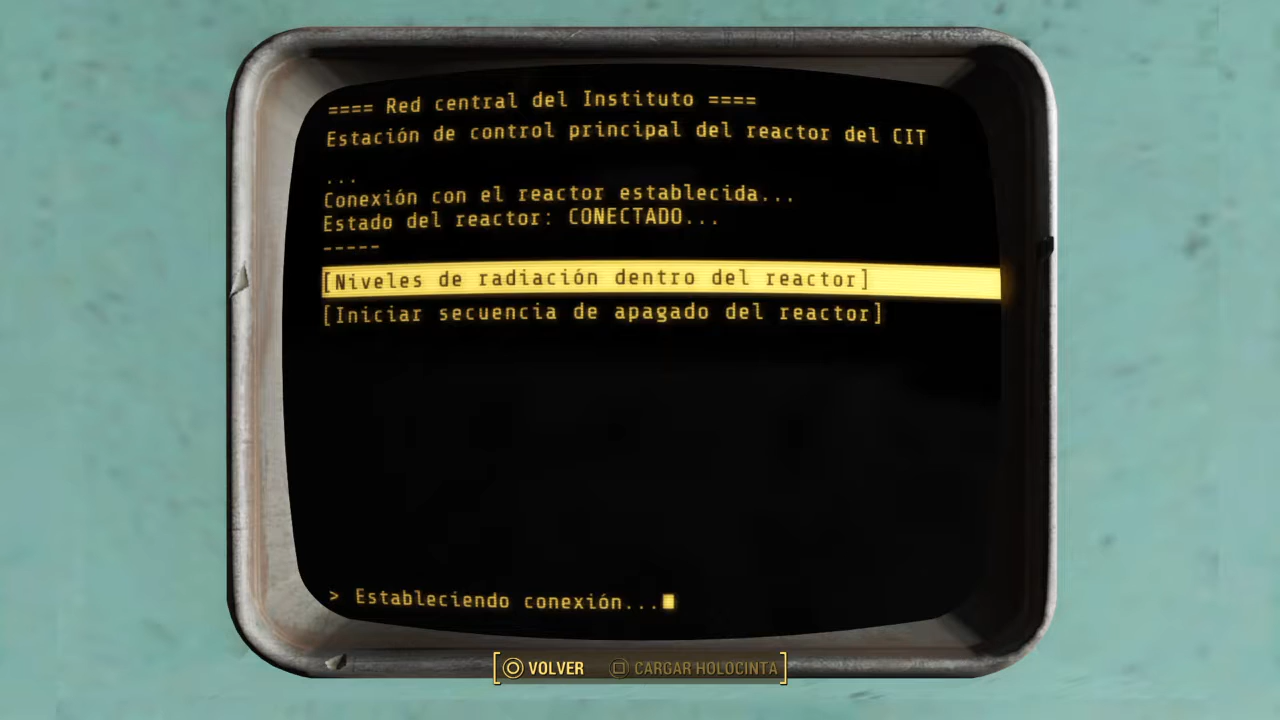 ==== Red central del Instituto ====
Estación de control principal del reactor del CIT
...
Conexión con el reactor establecida...
Estado del reactor: CONECTADO...
-----
[Niveles de radiación dentro del reactor]
[Iniciar secuencia de apagado del reactor]
> Estableciendo conexión...
VOLVER CARGAR HOLOCINTA